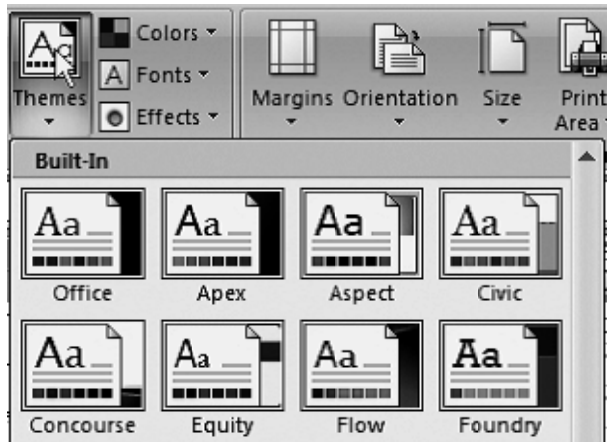 Aa
Themes
Colors
A Fonts
Effects
Margins Orientation Size Print Area
Built-In
Aa Aa Aa Aa
Office Apex Aspect Civic
Aa Aa Aa Aa
Concourse Equity Flow Foundry